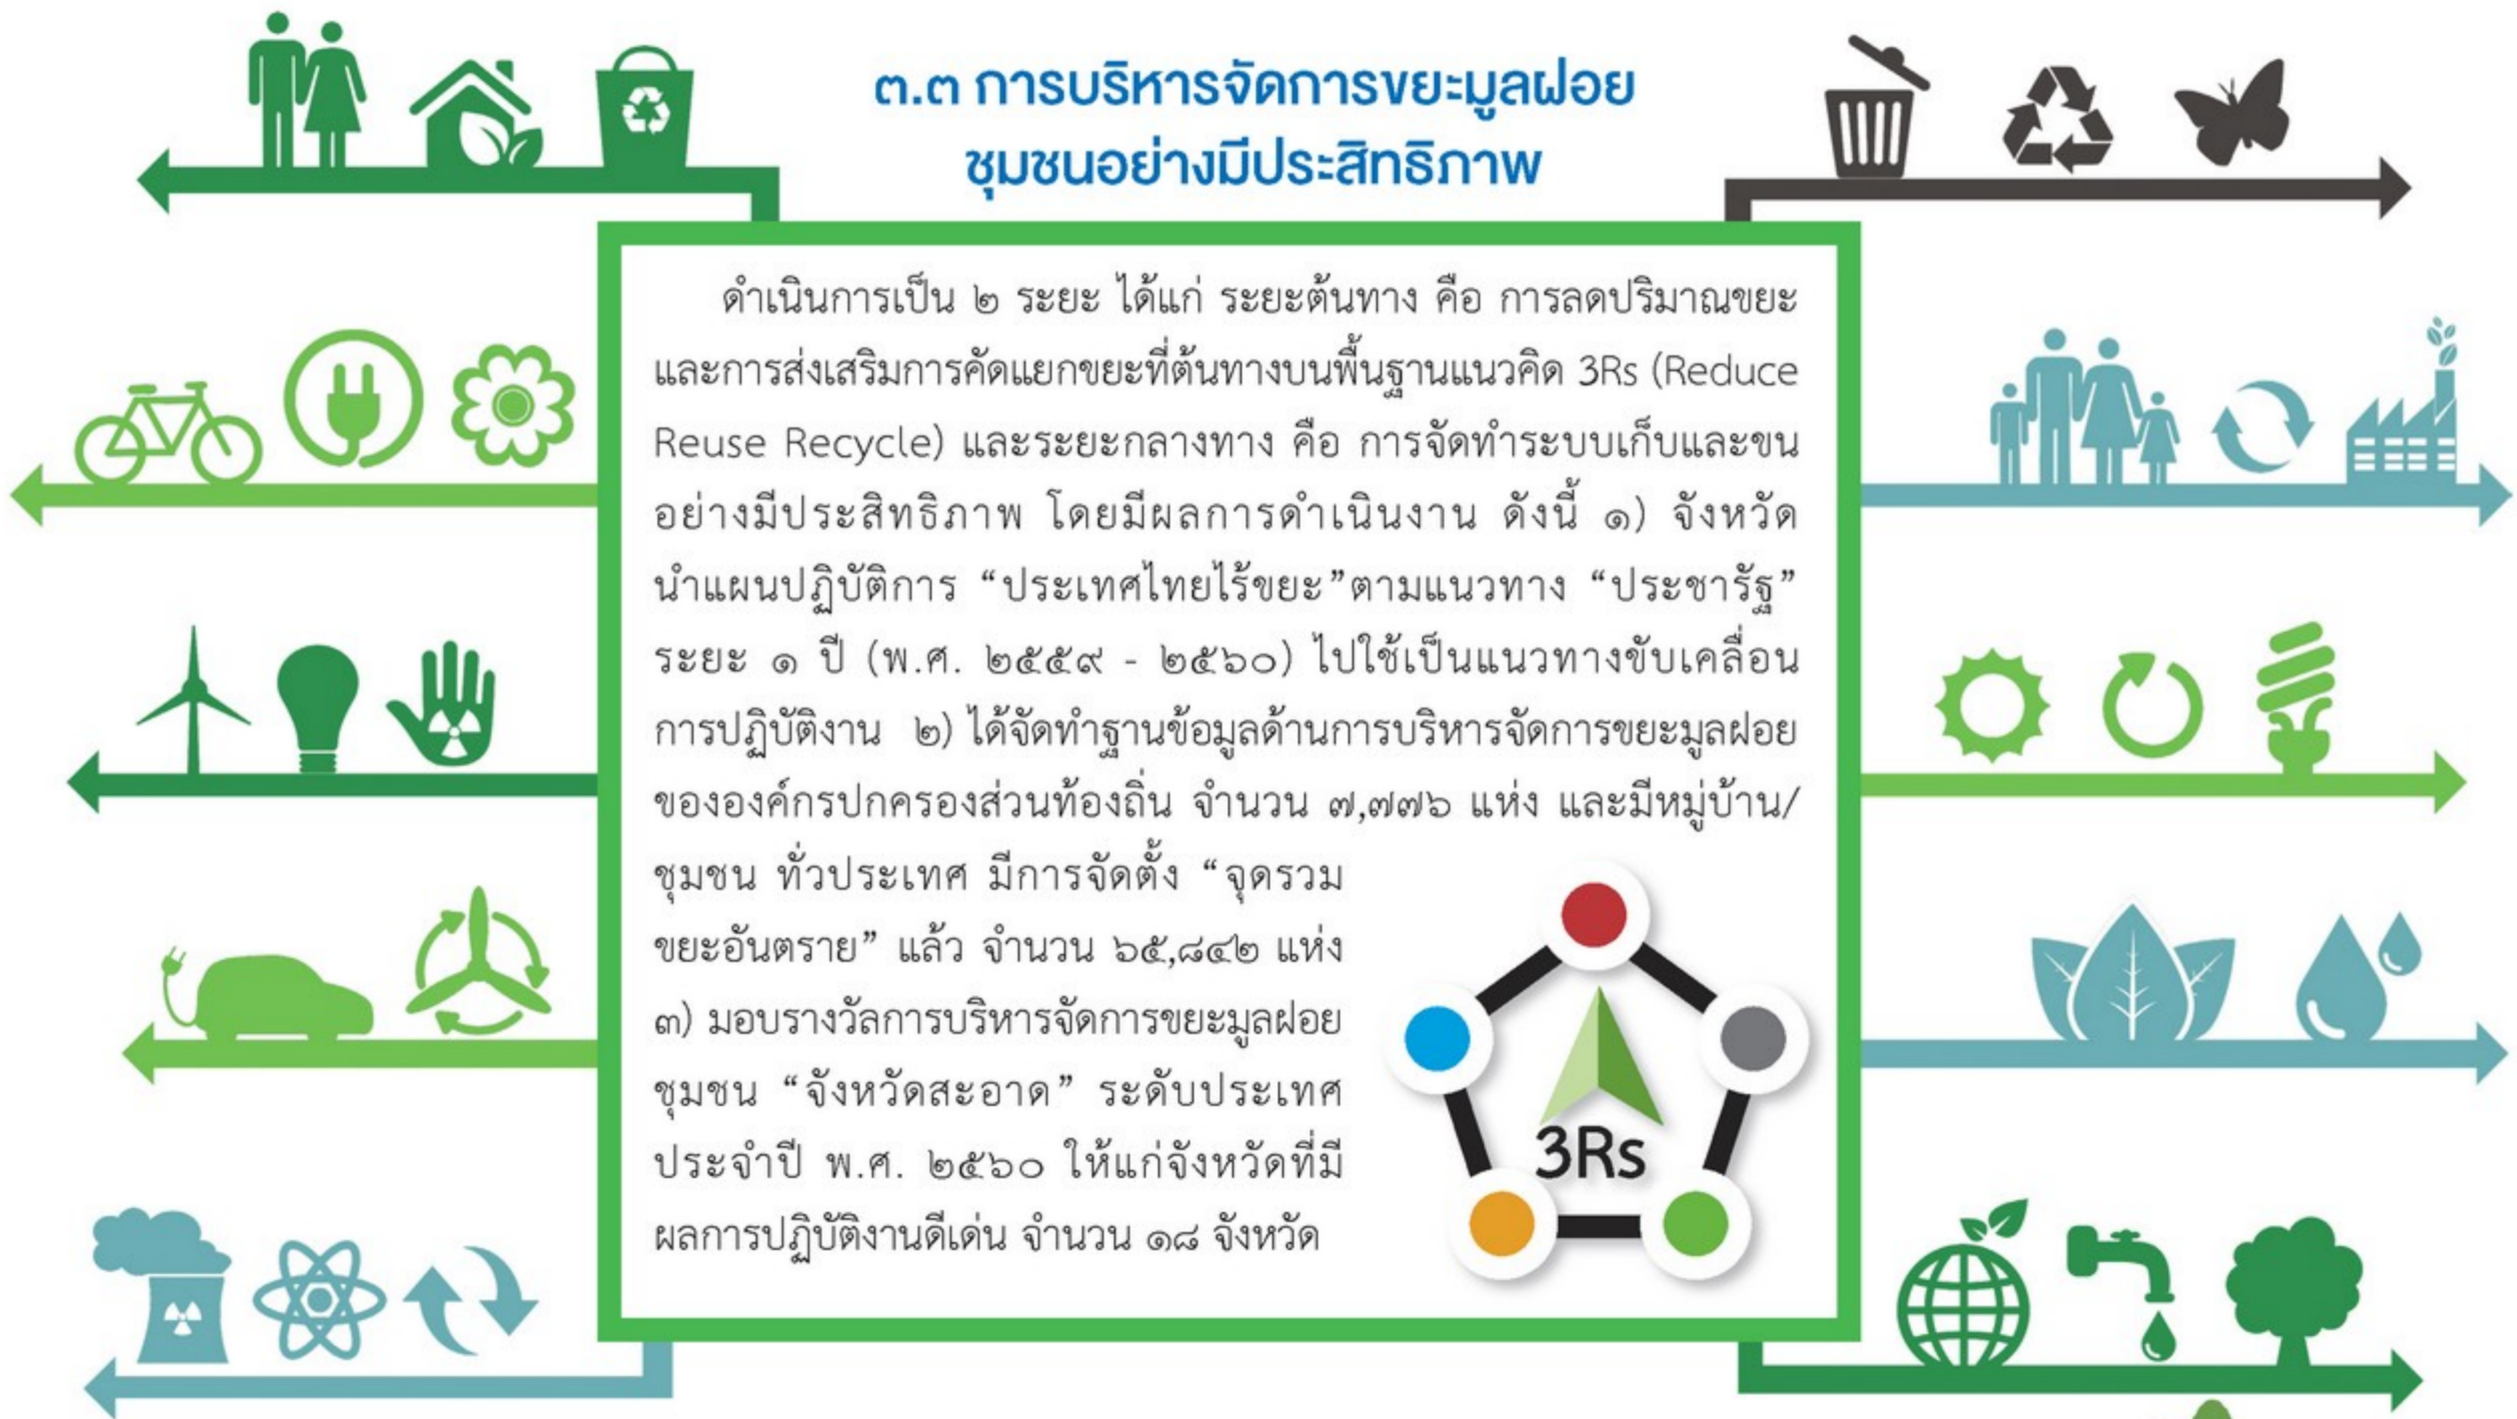 ๓.๓ การบริหารจัดการขยะมูลฝอย
ชุมชนอย่างมีประสิทธิภาพ
ดำเนินการเป็น ๒ ระยะ ได้แก่ ระยะต้นทาง คือ การลดปริมาณขยะ
และการส่งเสริมการคัดแยกขยะที่ต้นทางบนพื้นฐานแนวคิด 3Rs (Reduce
Reuse Recycle) และระยะกลางทาง คือ การจัดทำระบบเก็บและขน
อย่างมีประสิทธิภาพ โดยมีผลการดำเนินงาน ดังนี้ ๑) จังหวัด
นำแผนปฏิบัติการ “ประเทศไทยไร้ขยะ”ตามแนวทาง “ประชารัฐ”
ระยะ ๑ ปี (พ.ศ. ๒๕๕๙ - ๒๕๖๐) ไปใช้เป็นแนวทางขับเคลื่อน
การปฏิบัติงาน ๒) ได้จัดทำฐานข้อมูลด้านการบริหารจัดการขยะมูลฝอย
ขององค์กรปกครองส่วนท้องถิ่น จำนวน ๗,๗๗๖ แห่ง และมีหมู่บ้าน/
ชุมชน ทั่วประเทศ มีการจัดตั้ง “จุดรวม
ขยะอันตราย” แล้ว จำนวน ๖๕,๘๔๒ แห่ง
๓) มอบรางวัลการบริหารจัดการขยะมูลฝอย
ชุมชน “จังหวัดสะอาด” ระดับประเทศ
ประจำปี พ.ศ. ๒๕๖๐ ให้แก่จังหวัดที่มี
ผลการปฏิบัติงานดีเด่น จำนวน ๑๘ จังหวัด
3Rs